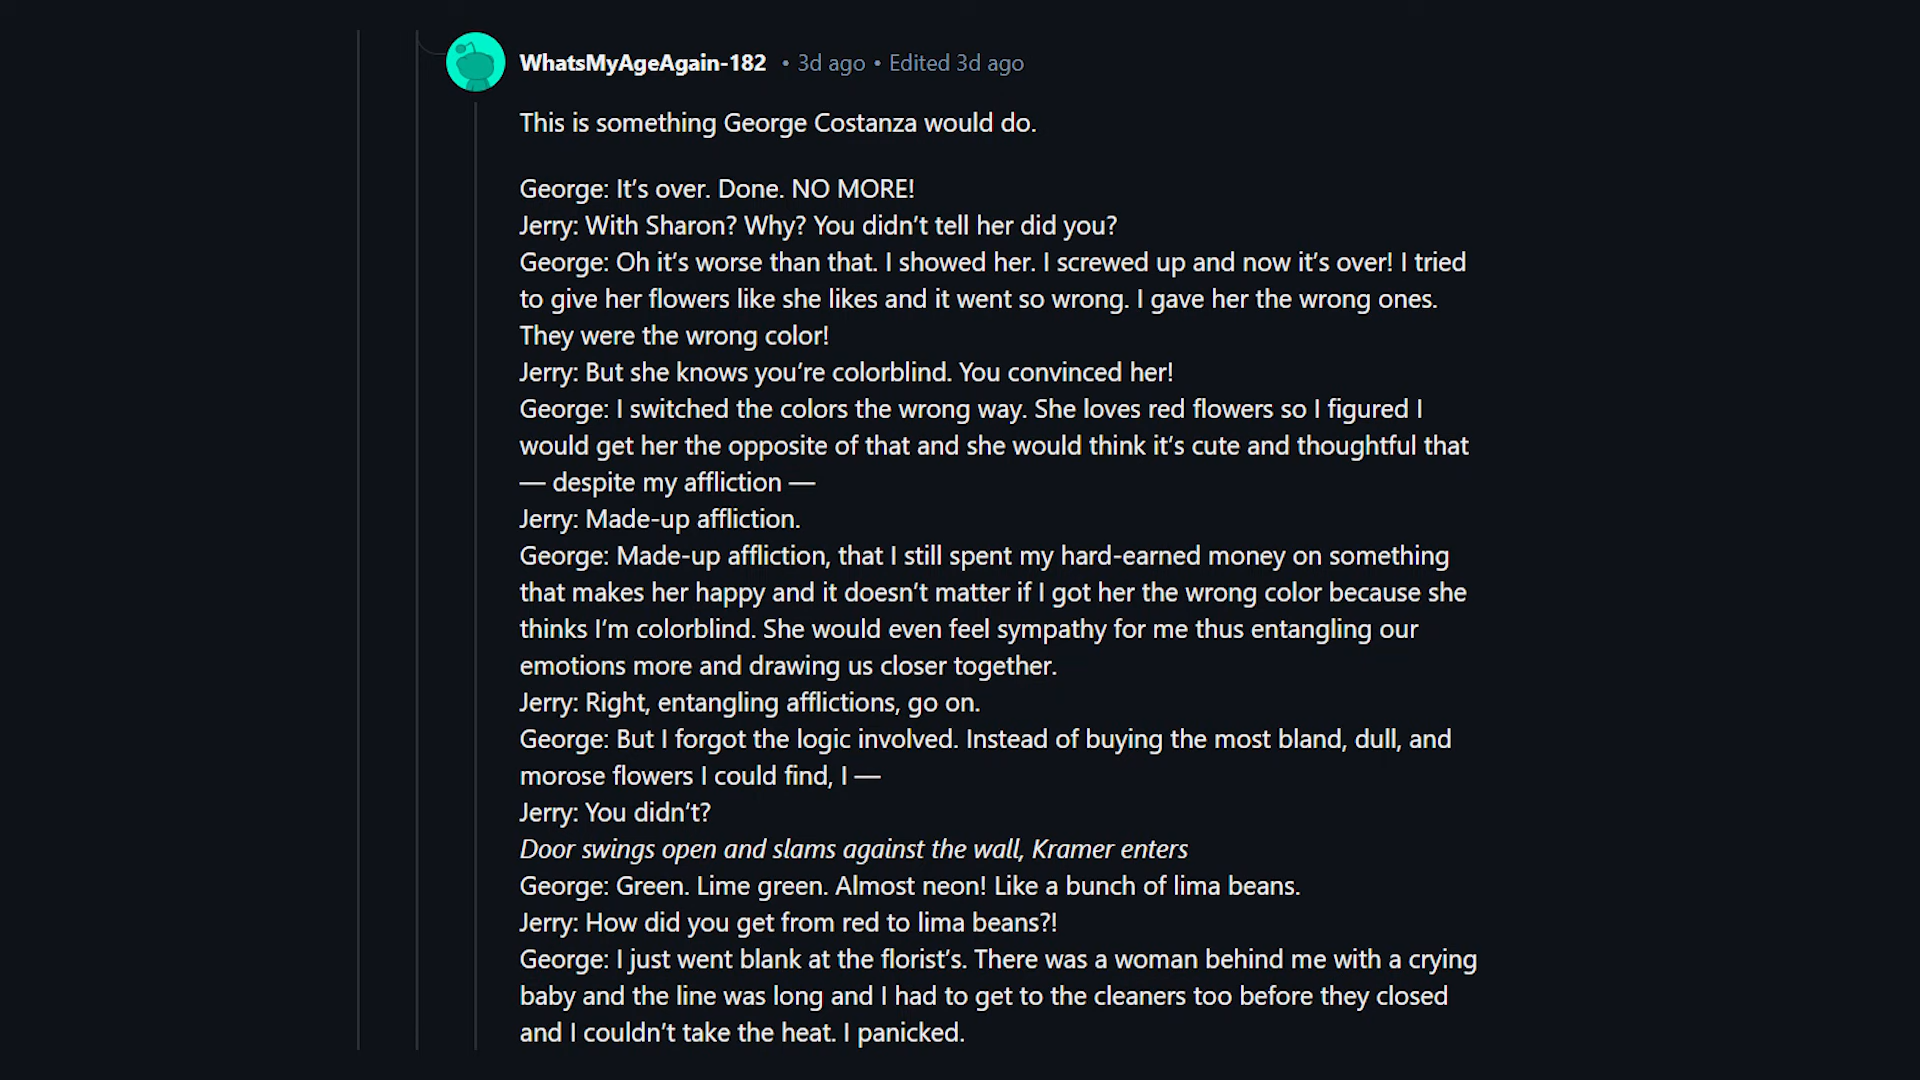 WhatsMyAgeAgain-182 • 3d ago • Edited 3d ago
This is something George Costanza would do.
George: It’s over. Done. NO MORE!
Jerry: With Sharon? Why? You didn’t tell her did you?
George: Oh it’s worse than that. I showed her. I screwed up and now it’s over! I tried
to give her flowers like she likes and it went so wrong. I gave her the wrong ones.
They were the wrong color!
Jerry: But she knows you’re colorblind. You convinced her!
George: I switched the colors the wrong way. She loves red flowers so I figured I
would get her the opposite of that and she would think it’s cute and thoughtful that
— despite my affliction —
Jerry: Made-up affliction.
George: Made-up affliction, that I still spent my hard-earned money on something
that makes her happy and it doesn’t matter if I got her the wrong color because she
thinks I’m colorblind. She would even feel sympathy for me thus entangling our
emotions more and drawing us closer together.
Jerry: Right, entangling afflictions, go on.
George: But I forgot the logic involved. Instead of buying the most bland, dull, and
morose flowers I could find, I —
Jerry: You didn’t?
Door swings open and slams against the wall, Kramer enters
George: Green. Lime green. Almost neon! Like a bunch of lima beans.
Jerry: How did you get from red to lima beans?!
George: I just went blank at the florist’s. There was a woman behind me with a crying
baby and the line was long and I had to get to the cleaners too before they closed
and I couldn’t take the heat. I panicked.